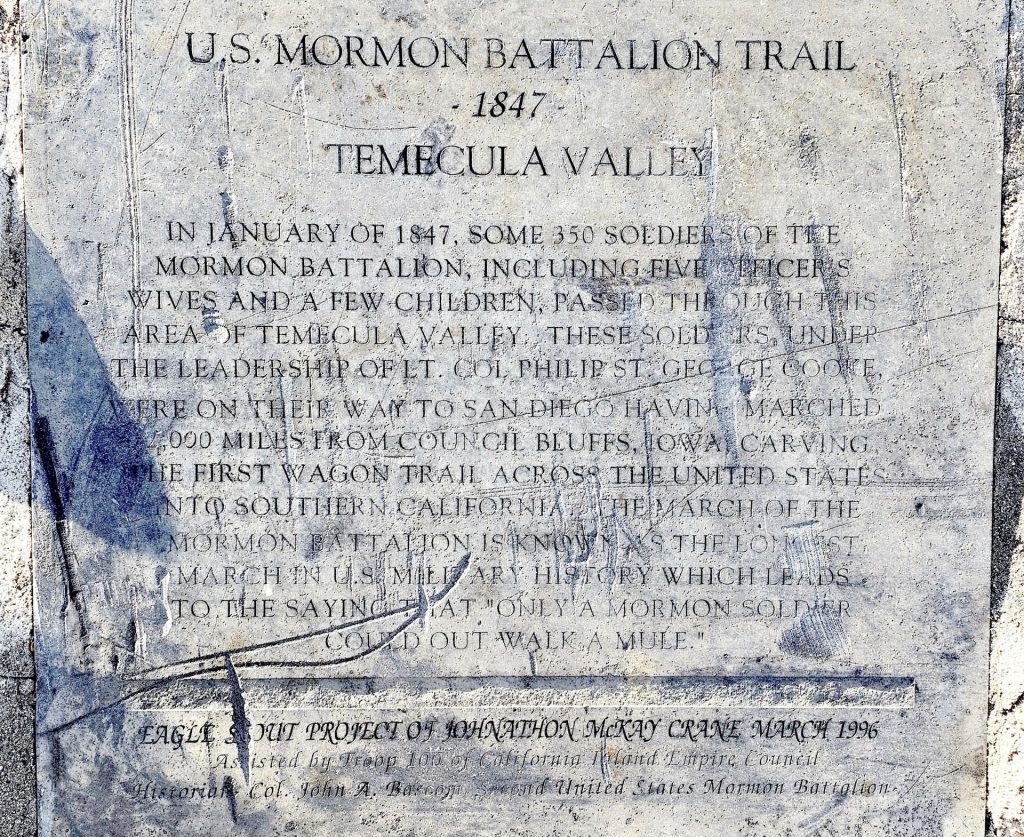 U.S. MORMON BATTALION TRAIL
- 1847 -
TEMECULA VALLEY
IN JANUARY OF 1847, SOME 350 SOLDIERS OF THE
MORMON BATTALION, INCLUDING FIVE OFFICER'S
WIVES AND A FEW CHILDREN, PASSED THROUGH THIS
AREA OF TEMECULA VALLEY. THESE SOLDIERS, UNDER
THE LEADERSHIP OF LT. COL. PHILIP ST. GEORGE COOKE,
WERE ON THEIR WAY TO SAN DIEGO HAVING MARCHED
2,000 MILES FROM COUNCIL BLUFFS, IOWA, CARVING
THE FIRST WAGON TRAIL ACROSS THE UNITED STATES
INTO SOUTHERN CALIFORNIA. THE MARCH OF THE
MORMON BATTALION IS KNOWN AS THE LONGEST
MARCH IN U.S. MILITARY HISTORY WHICH LEADS
TO THE SAYING THAT "ONLY A MORMON SOLDIER
COULD OUT WALK A MULE."
EAGLE SCOUT PROJECT OF JOHNATHON McKAY CRANE MARCH 1996
Assisted by Troop 100 of California Inland Empire Council
Historian Col. John A. Bascom, Second United States Mormon Battalion